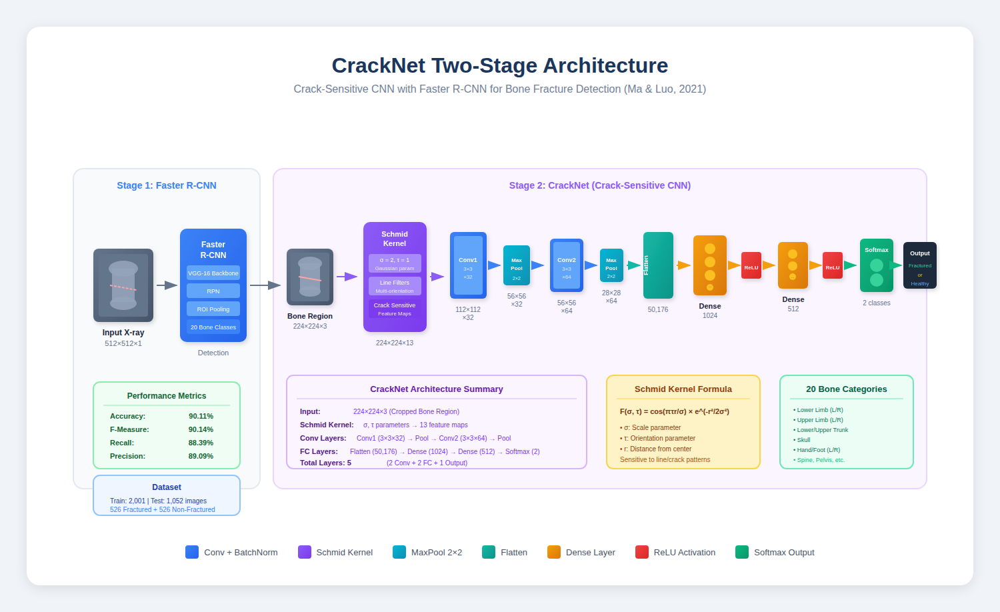 CrackNet Two-Stage Architecture
Crack-Sensitive CNN with Faster R-CNN for Bone Fracture Detection (Ma & Luo, 2021)
Stage 1: Faster R-CNN
Input X-ray
512×512×1
Faster
R-CNN
VGG-16 Backbone
RPN
ROI Pooling
20 Bone Classes
Detection
Performance Metrics
Accuracy: 90.11%
F-Measure: 90.14%
Recall: 88.39%
Precision: 89.09%
Dataset
Train: 2,001 | Test: 1,052 images
526 Fractured + 526 Non-Fractured
Stage 2: CrackNet (Crack-Sensitive CNN)
Bone Region
224×224×3
Schmid
Kernel
σ = 2, τ = 1
Gaussian param
Line Filters
Multi-orientation
Crack Sensitive
Feature Maps
224×224×13
Conv1
3×3
×32
112×112
×32
Max
Pool
2×2
56×56
×32
Conv2
3×3
×64
56×56
×64
Max
Pool
2×2
28×28
×64
Flatten
50,176
Dense
1024
ReLU
Dense
512
ReLU
Softmax
2 classes
Output
Fractured
or
Healthy
CrackNet Architecture Summary
Input: 224×224×3 (Cropped Bone Region)
Schmid Kernel: σ, τ parameters → 13 feature maps
Conv Layers: Conv1 (3×3×32) → Pool → Conv2 (3×3×64) → Pool
FC Layers: Flatten (50,176) → Dense (1024) → Dense (512) → Softmax (2)
Total Layers: 5 (2 Conv + 2 FC + 1 Output)
Schmid Kernel Formula
F(σ, τ) = cos(πτr/σ) × e^(-r²/2σ²)
• σ: Scale parameter
• τ: Orientation parameter
• r: Distance from center
Sensitive to line/crack patterns
20 Bone Categories
• Lower Limb (L/R)
• Upper Limb (L/R)
• Lower/Upper Trunk
• Skull
• Hand/Foot (L/R)
• Spine, Pelvis, etc.
Conv + BatchNorm
Schmid Kernel
MaxPool 2×2
Flatten
Dense Layer
ReLU Activation
Softmax Output